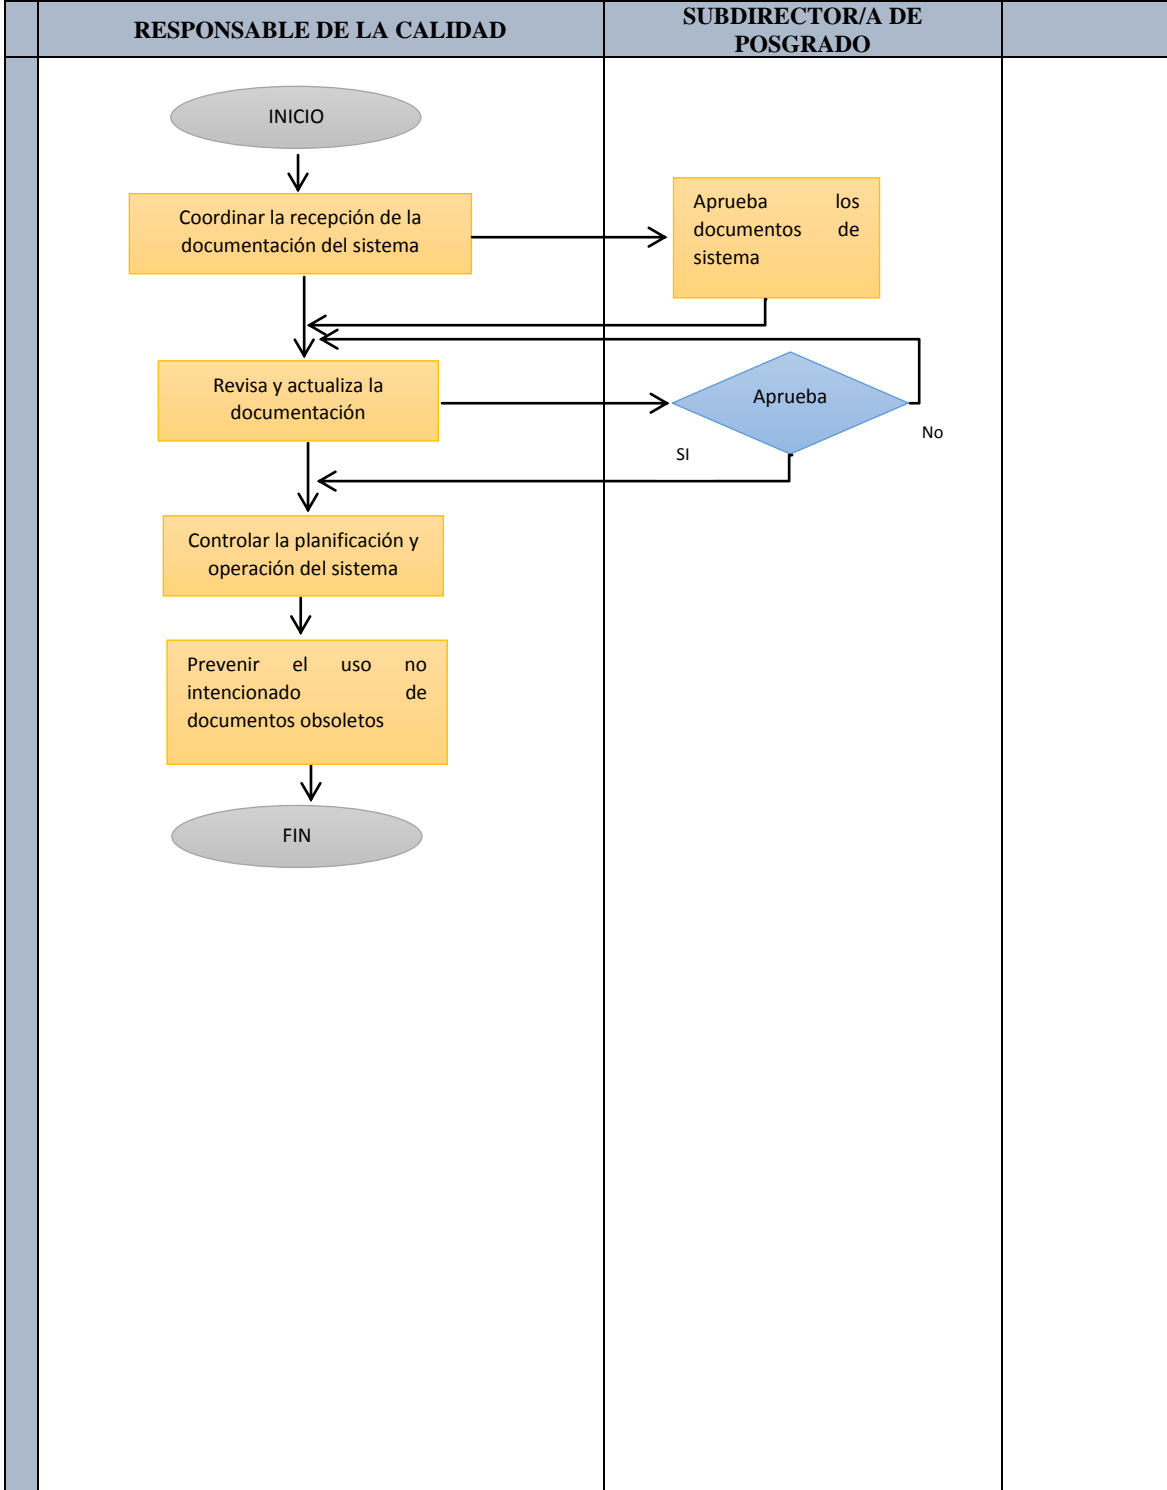 RESPONSABLE DE LA CALIDAD
SUBDIRECTOR/A DE
POSGRADO
INICIO
Coordinar la recepción de la
documentación del sistema
Aprueba los
documentos de
sistema
Revisa y actualiza la
documentación
Aprueba
No
SI
Controlar la planificación y
operación del sistema
Prevenir el uso no
intencionado de
documentos obsoletos
FIN